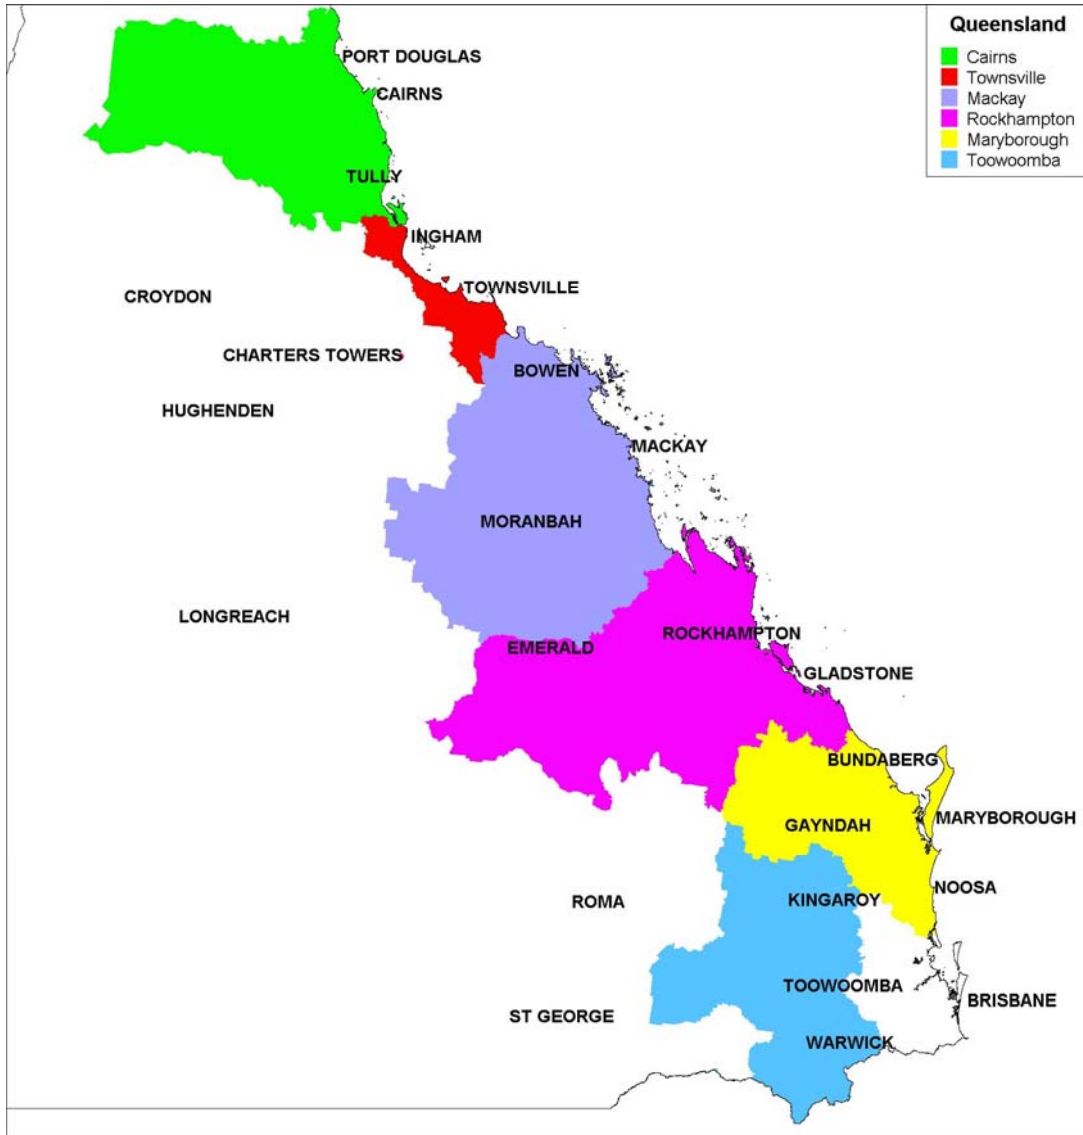 Queensland
Cairns
Townsville
Mackay
Rockhampton
Maryborough
Toowoomba
PORT DOUGLAS
CAIRNS
TULLY
INGHAM
TOWNSVILLE
CROYDON
CHARTERS TOWERS
BOWEN
HUGHENDEN
MACKAY
MORANBAH
LONGREACH
ROCKHAMPTON
EMERALD
GLADSTONE
BUNDABERG
MARYBOROUGH
GAYNDAH
NOOSA
KINGAROY
ROMA
TOOWOOMBA
BRISBANE
ST GEORGE
WARWICK